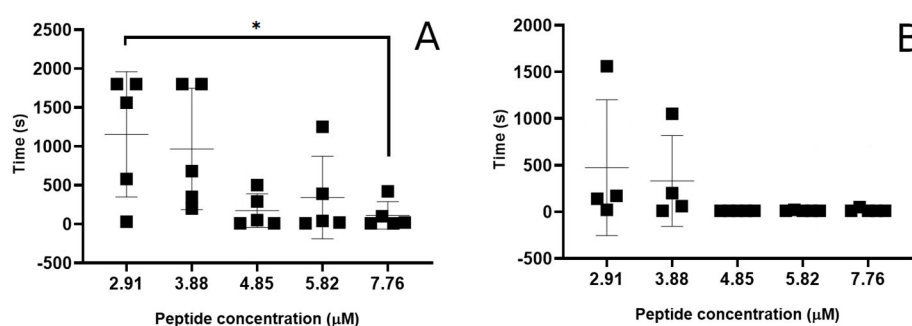 A
*
Time (s)
2500
2000
1500
1000
500
0
-500
2.91 3.88 4.85 5.82 7.76
Peptide concentration (μM)
B
Time (s)
2000
1500
1000
500
0
-500
2.91 3.88 4.85 5.82 7.76
Peptide concentration (μM)